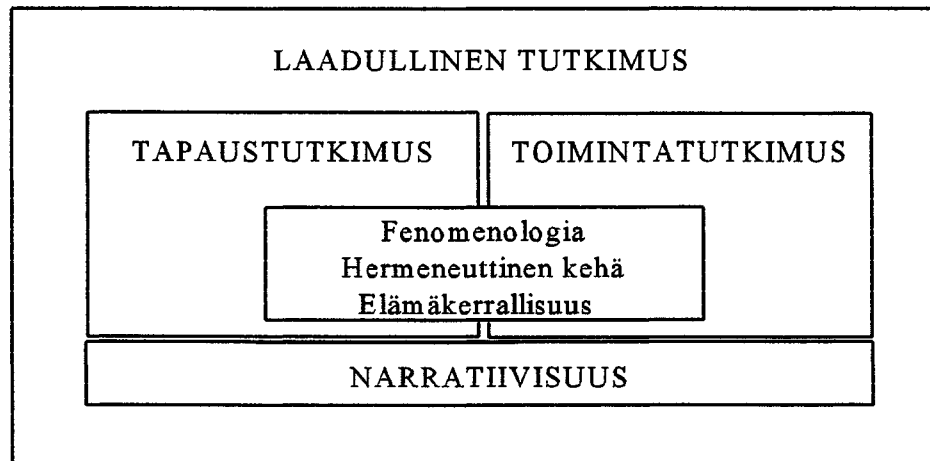 LAADULLINEN TUTKIMUS
TAPAUSTUTKIMUS
TOIMINTATUTKIMUS
Fenomenologia
Hermeneuttinen kehä
Elämäkerrallisuus
NARRATIIVISUUS